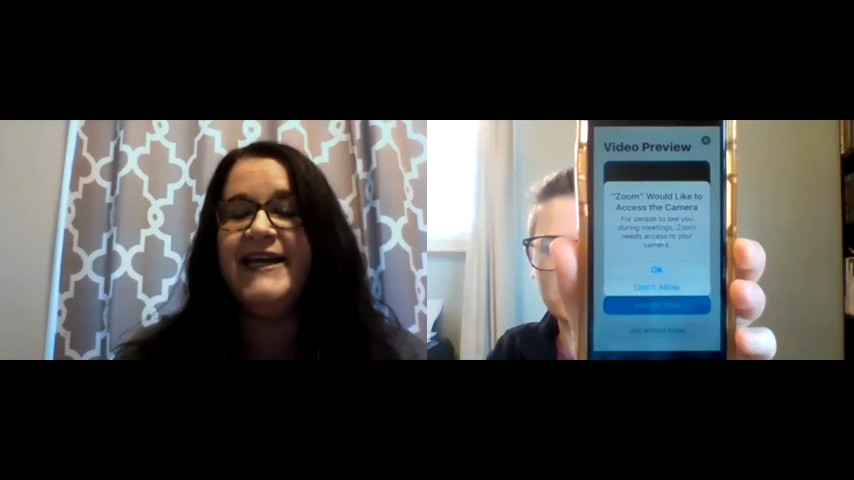 Video Preview
"Zoom" Would Like to
Access the Camera
For people to see you
during meetings, Zoom
needs access to your
camera
OK
Don't Allow
Join without Video